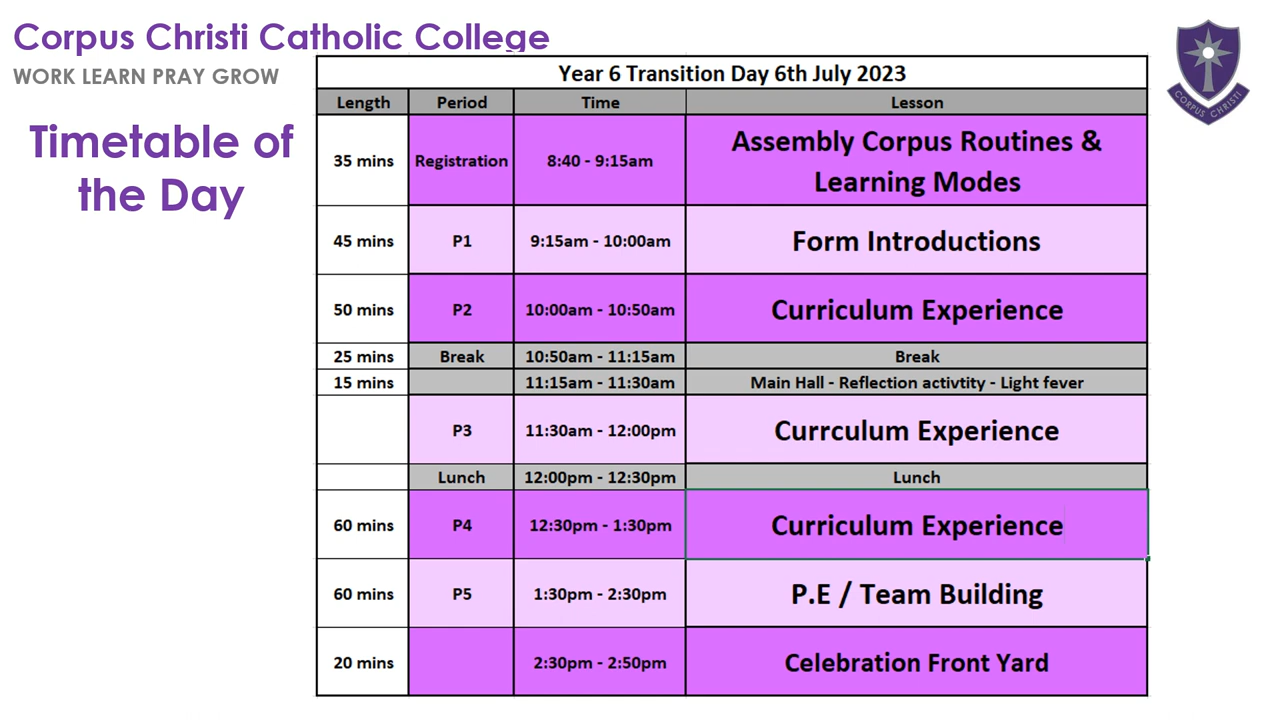 Corpus Christi Catholic College
WORK LEARN PRAY GROW
Timetable of
the Day
Year 6 Transition Day 6th July 2023
Length Period Time Lesson
35 mins Registration 8:40 - 9:15am Assembly Corpus Routines &
Learning Modes
45 mins P1 9:15am - 10:00am Form Introductions
50 mins P2 10:00am - 10:50am Curriculum Experience
25 mins Break 10:50am - 11:15am Break
15 mins 11:15am - 11:30am Main Hall - Reflection activtity - Light fever
P3 11:30am - 12:00pm Currculum Experience
Lunch 12:00pm - 12:30pm Lunch
60 mins P4 12:30pm - 1:30pm Curriculum Experience
60 mins P5 1:30pm - 2:30pm P.E / Team Building
20 mins 2:30pm - 2:50pm Celebration Front Yard
CORPUS CHRISTI